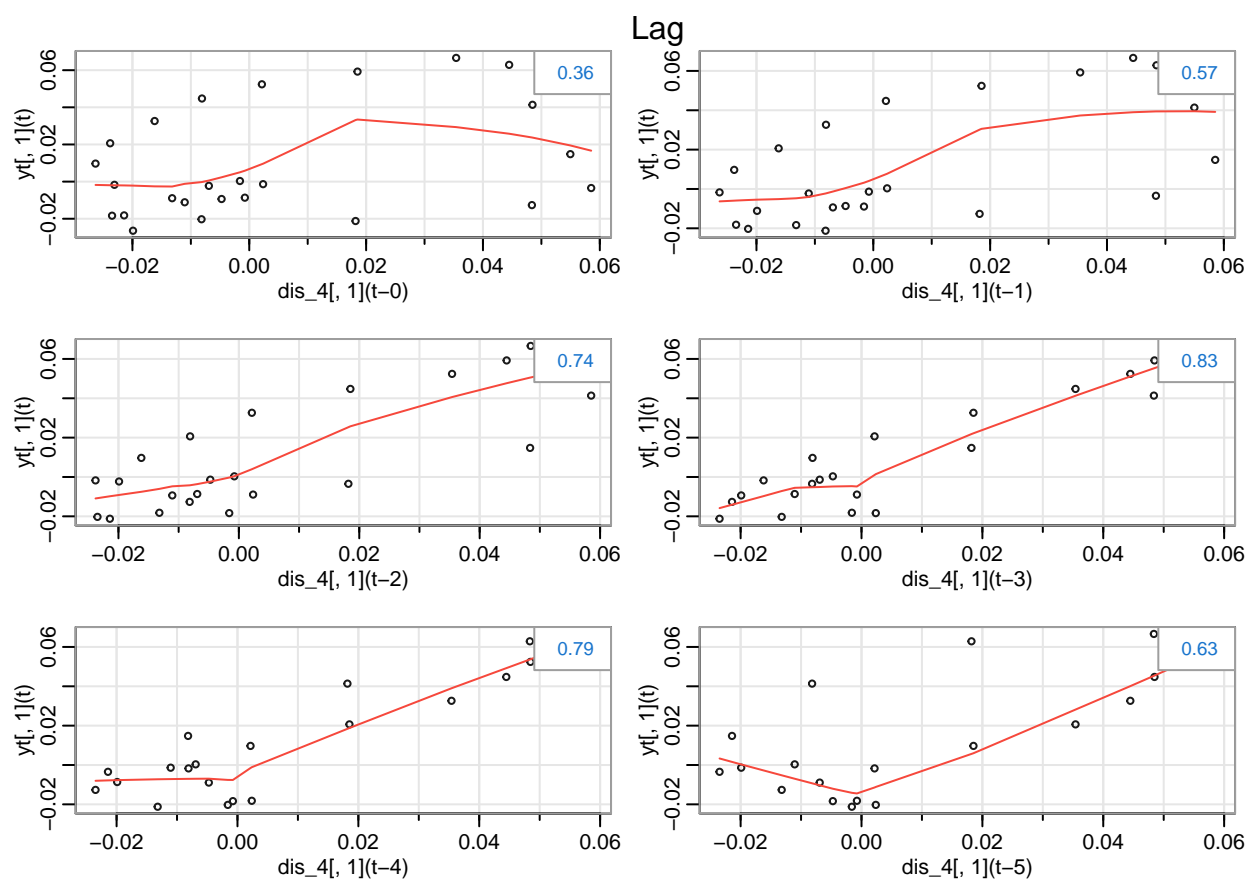 Lag
0.36
0.57
yt[, 1](t)
−0.02 0.02 0.06
−0.02 0.00 0.02 0.04 0.06
dis_4[, 1](t−0)
yt[, 1](t)
−0.02 0.02 0.06
−0.02 0.00 0.02 0.04 0.06
dis_4[, 1](t−1)
0.74
0.83
yt[, 1](t)
−0.02 0.02 0.06
−0.02 0.00 0.02 0.04 0.06
dis_4[, 1](t−2)
yt[, 1](t)
−0.02 0.02 0.06
−0.02 0.00 0.02 0.04 0.06
dis_4[, 1](t−3)
0.79
0.63
yt[, 1](t)
−0.02 0.02 0.06
−0.02 0.00 0.02 0.04 0.06
dis_4[, 1](t−4)
yt[, 1](t)
−0.02 0.02 0.06
−0.02 0.00 0.02 0.04 0.06
dis_4[, 1](t−5)